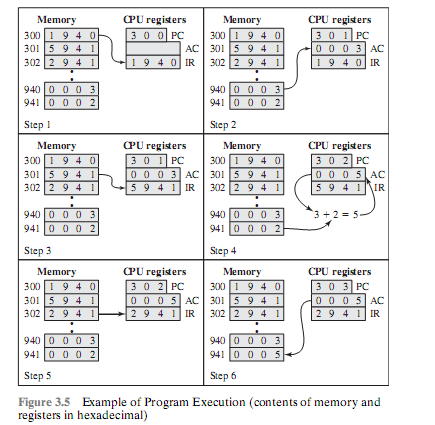 Memory CPU registers
300 1 9 4 0 3 0 0 PC
301 5 9 4 1 AC
302 2 9 4 1 1 9 4 0 IR
940 0 0 0 3
941 0 0 0 2
Step 1
Memory CPU registers
300 1 9 4 0 3 0 1 PC
301 5 9 4 1 0 0 0 3 AC
302 2 9 4 1 1 9 4 0 IR
940 0 0 0 3
941 0 0 0 2
Step 2
Memory CPU registers
300 1 9 4 0 3 0 1 PC
301 5 9 4 1 0 0 0 3 AC
302 2 9 4 1 5 9 4 1 IR
940 0 0 0 3
941 0 0 0 2
Step 3
Memory CPU registers
300 1 9 4 0 3 0 2 PC
301 5 9 4 1 0 0 0 5 AC
302 2 9 4 1 5 9 4 1 IR
940 0 0 0 3 3 + 2 = 5
941 0 0 0 2
Step 4
Memory CPU registers
300 1 9 4 0 3 0 2 PC
301 5 9 4 1 0 0 0 5 AC
302 2 9 4 1 2 9 4 1 IR
940 0 0 0 3
941 0 0 0 2
Step 5
Memory CPU registers
300 1 9 4 0 3 0 3 PC
301 5 9 4 1 0 0 0 5 AC
302 2 9 4 1 2 9 4 1 IR
940 0 0 0 3
941 0 0 0 5
Step 6
Figure 3.5 Example of Program Execution (contents of memory and
registers in hexadecimal)